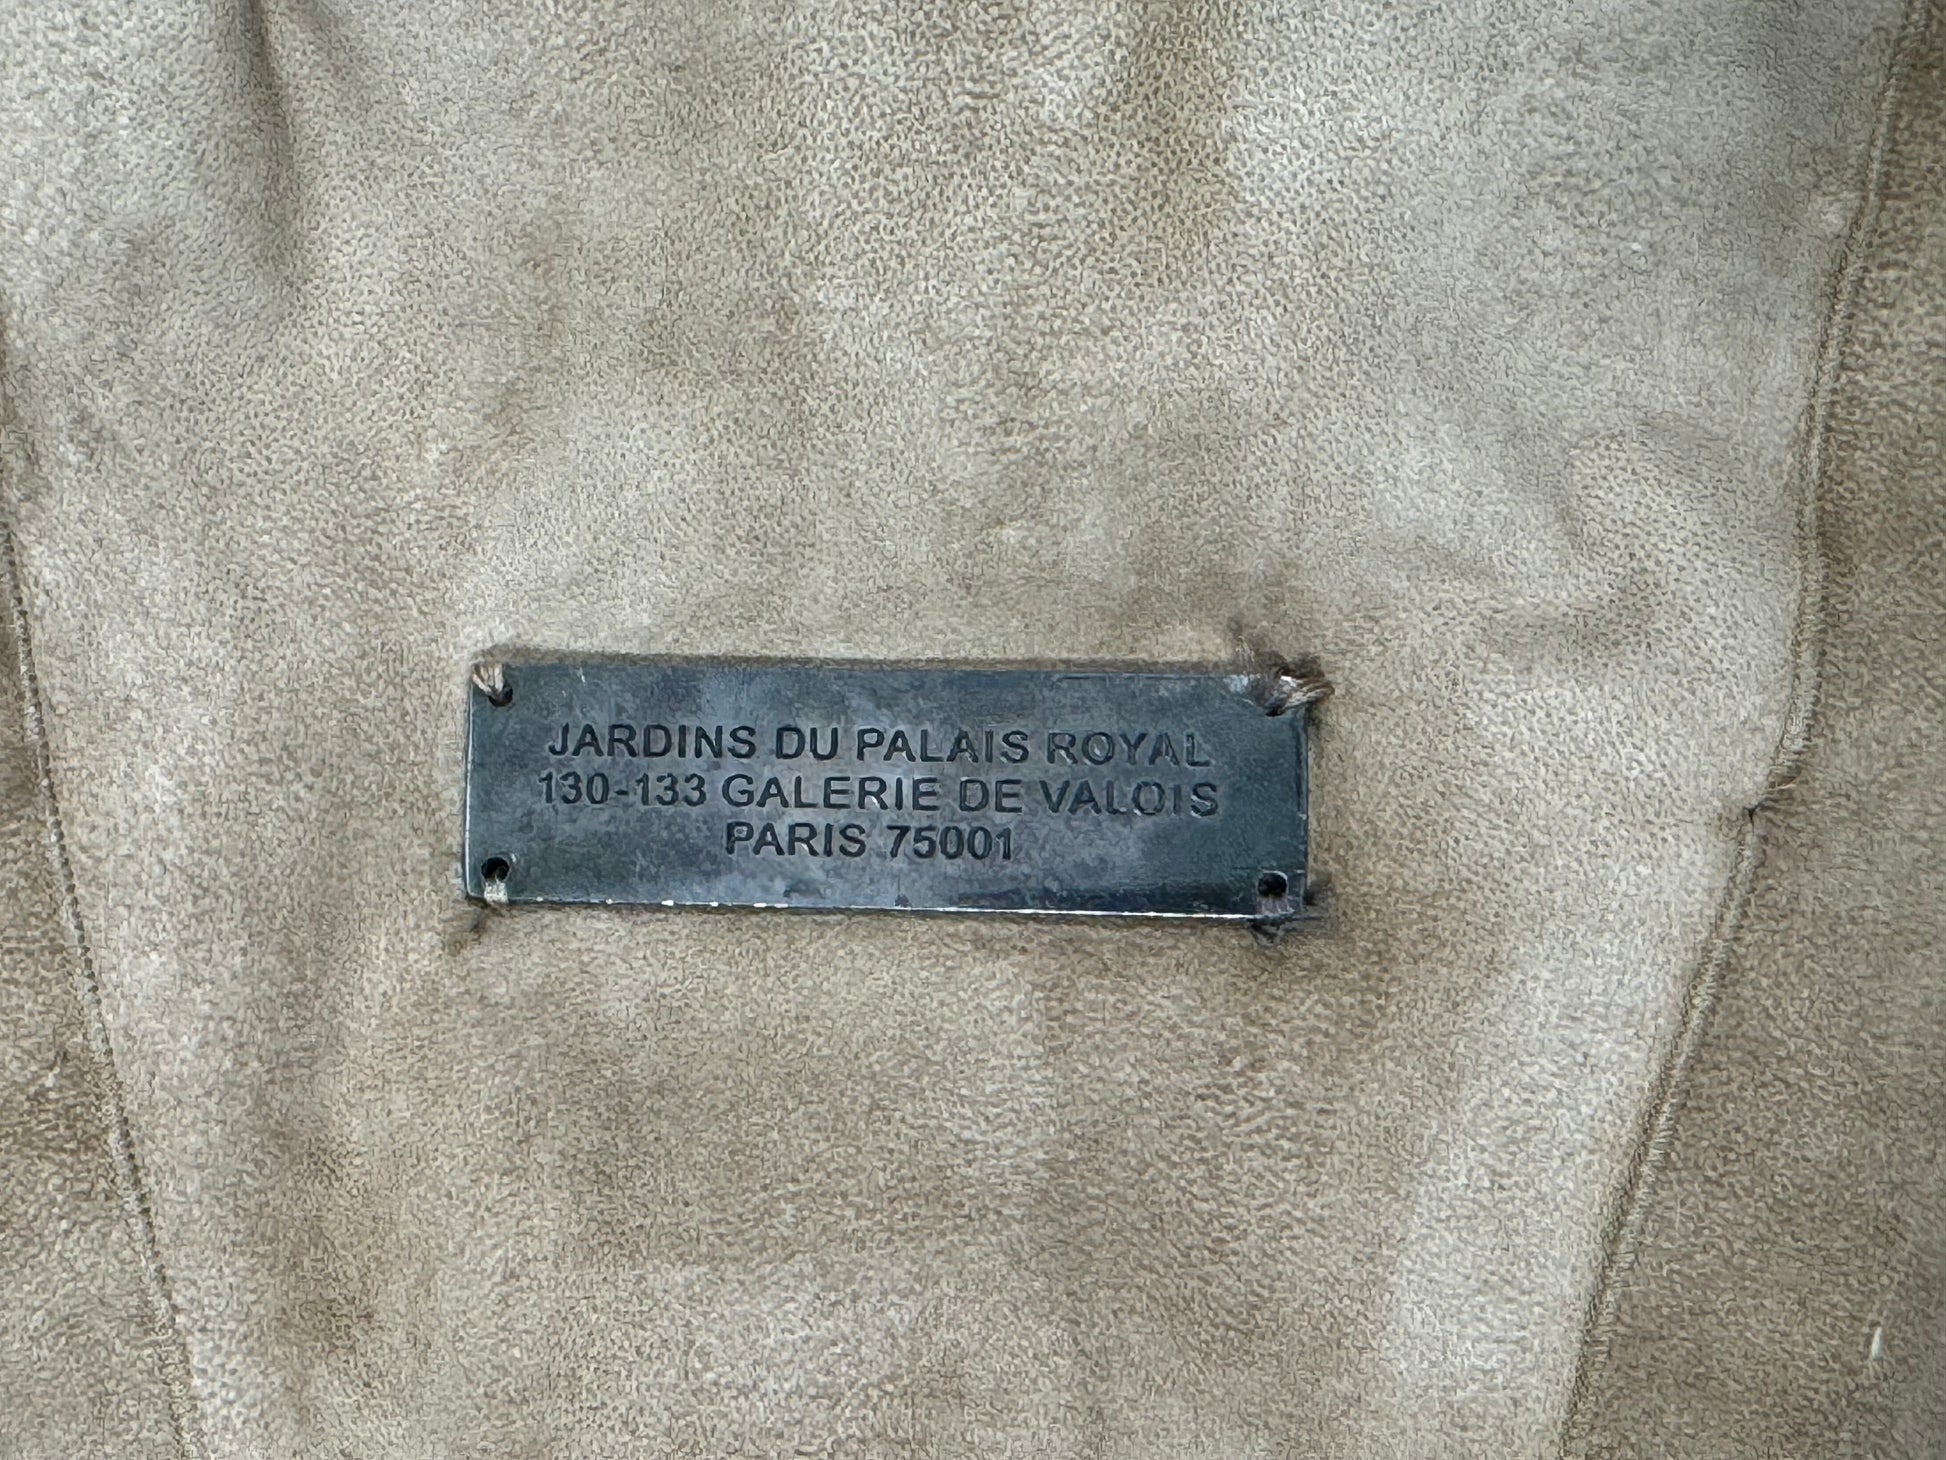 JARDINS DU PALAIS ROYAL
130-133 GALERIE DE VALOIS
PARIS 75001